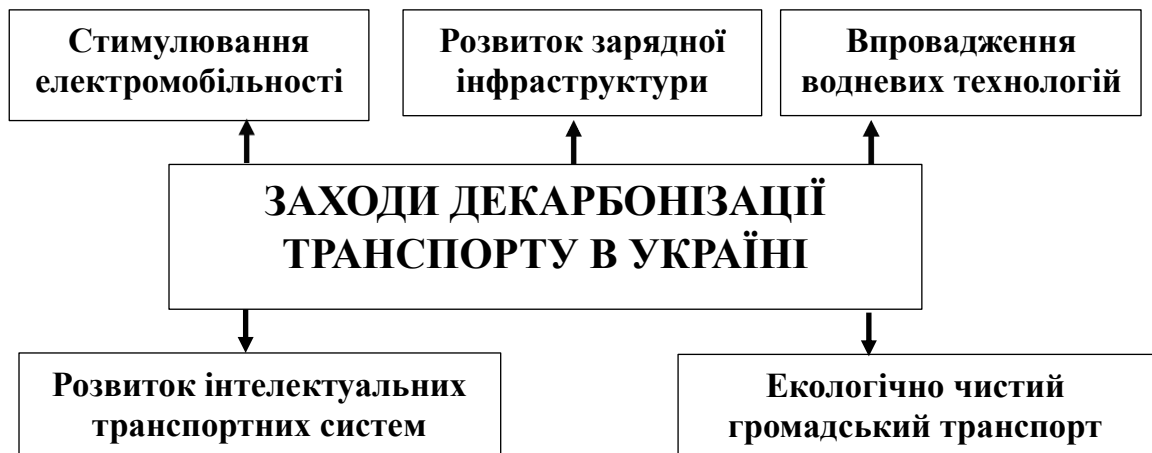 Стимулювання
електромобільності
Розвиток зарядної
інфраструктури
Впровадження
водневих технологій
ЗАХОДИ ДЕКАРБОНІЗАЦІЇ
ТРАНСПОРТУ В УКРАЇНІ
Розвиток інтелектуальних
транспортних систем
Екологічно чистий
громадський транспорт